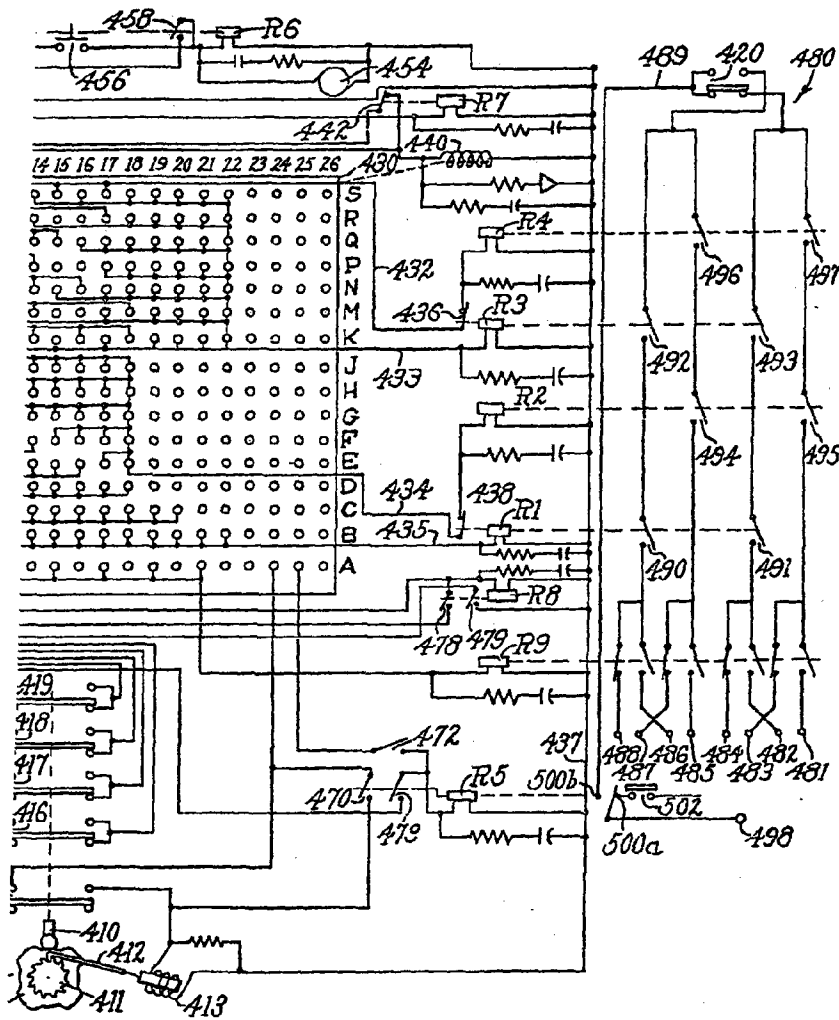 458
R6
456
454
489
420
480
R7
442
440
14 15 16 17 18 19 20 21 22 23 24 25 26
430
S
R
Q
P
N
M
K
J
H
G
F
E
D
C
B
A
R4
432
496
497
436
R3
492
493
433
R2
494
495
434
438
R1
435
490
491
R8
478
479
R9
419
418
417
416
472
437
488
486
484
482
487
485
483
481
470
479
R5
500b
502
498
500a
410
412
411
413